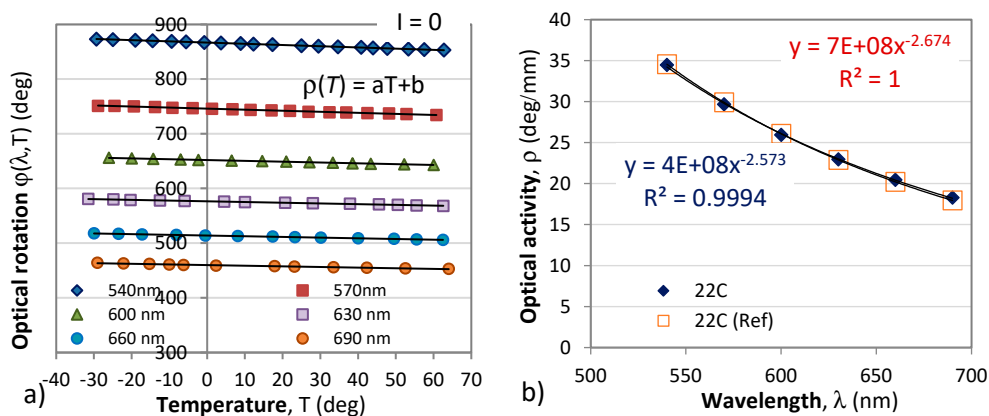 I = 0
ρ(T) = aT+b
Optical rotation φ(λ,T) (deg)
900
800
700
600
500
400
300
540nm
570nm
600 nm
630 nm
660 nm
690 nm
-40 -30 -20 -10 0 10 20 30 40 50 60 70
a) Temperature, T (deg)
y = 7E+08x^-2.674
R² = 1
y = 4E+08x^-2.573
R² = 0.9994
Optical activity, ρ (deg/mm)
40
35
30
25
20
15
10
5
0
22C
22C (Ref)
500 550 600 650 700
b) Wavelength, λ (nm)